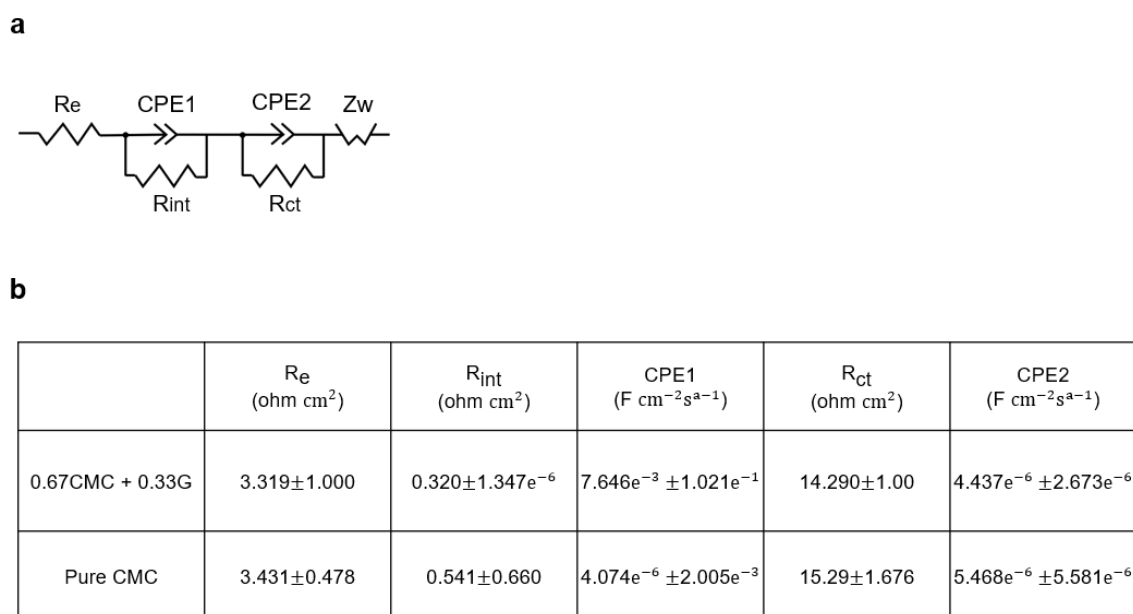 a
Re CPE1 CPE2 Zw
Rint Rct
b
Re (ohm cm²) Rint (ohm cm²) CPE1 (F cm⁻²sᵃ⁻¹) Rct (ohm cm²) CPE2 (F cm⁻²sᵃ⁻¹)
0.67CMC + 0.33G 3.319±1.000 0.320±1.347e⁻⁶ 7.646e⁻³ ±1.021e⁻¹ 14.290±1.00 4.437e⁻⁶ ±2.673e⁻⁶
Pure CMC 3.431±0.478 0.541±0.660 4.074e⁻⁶ ±2.005e⁻³ 15.29±1.676 5.468e⁻⁶ ±5.581e⁻⁶